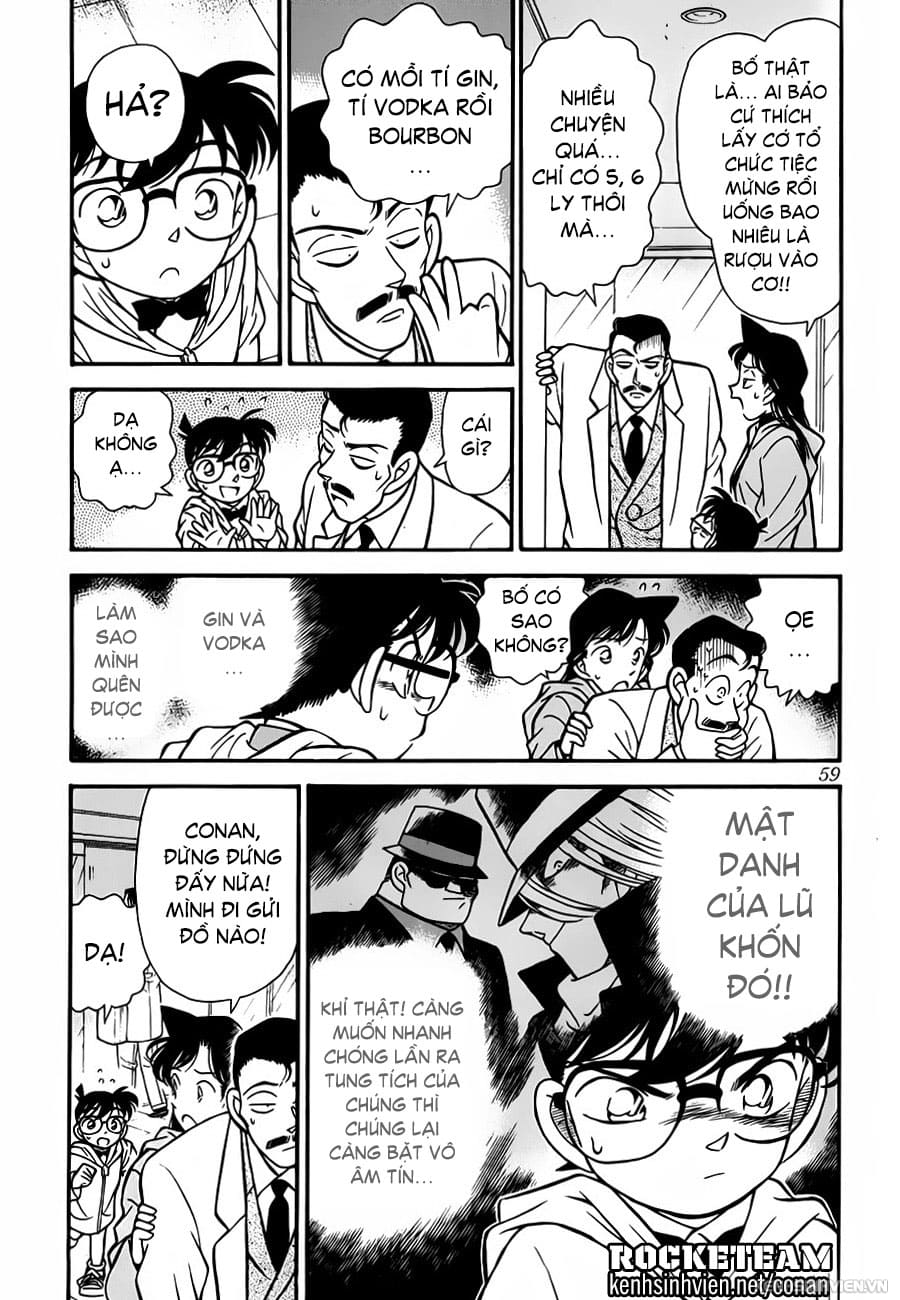 BỐ THẬT
LÀ... AI BẢO
CỨ THÍCH
LẤY CỚ TỔ
CHỨC TIỆC
MỪNG RỒI
UỐNG BAO
NHIÊU LÀ
RƯỢU VÀO
CƠ!!
NHIỀU
CHUYỆN
QUÁ...
CHỈ CÓ 5, 6
LY THÔI
MÀ...
CÓ MỒI TÍ GIN,
TÍ VODKA RỒI
BOURBON
...
HẢ?
CÁI
GÌ?
DẠ
KHÔNG
Ạ...
ỌE
...
BỐ CÓ
SAO
KHÔNG?
GIN VÀ
VODKA
...
LÀM
SAO
MÌNH
QUÊN
ĐƯỢC
...
59
MẬT
DANH
CỦA LŨ
KHỐN
ĐÓ!!
KHỈ THẬT! CÀNG
MUỐN NHANH
CHÓNG LẦN RA
TUNG TÍCH CỦA
CHÚNG THÌ
CHÚNG LẠI
CÀNG BẶT VÔ
ÂM TÍN...
CONAN,
ĐỪNG ĐỨNG
ĐẤY NỮA!
MÌNH ĐI GỬI
ĐỒ NÀO!
DẠ!
ROCKETEAM
kenhsinhvien.net/conan